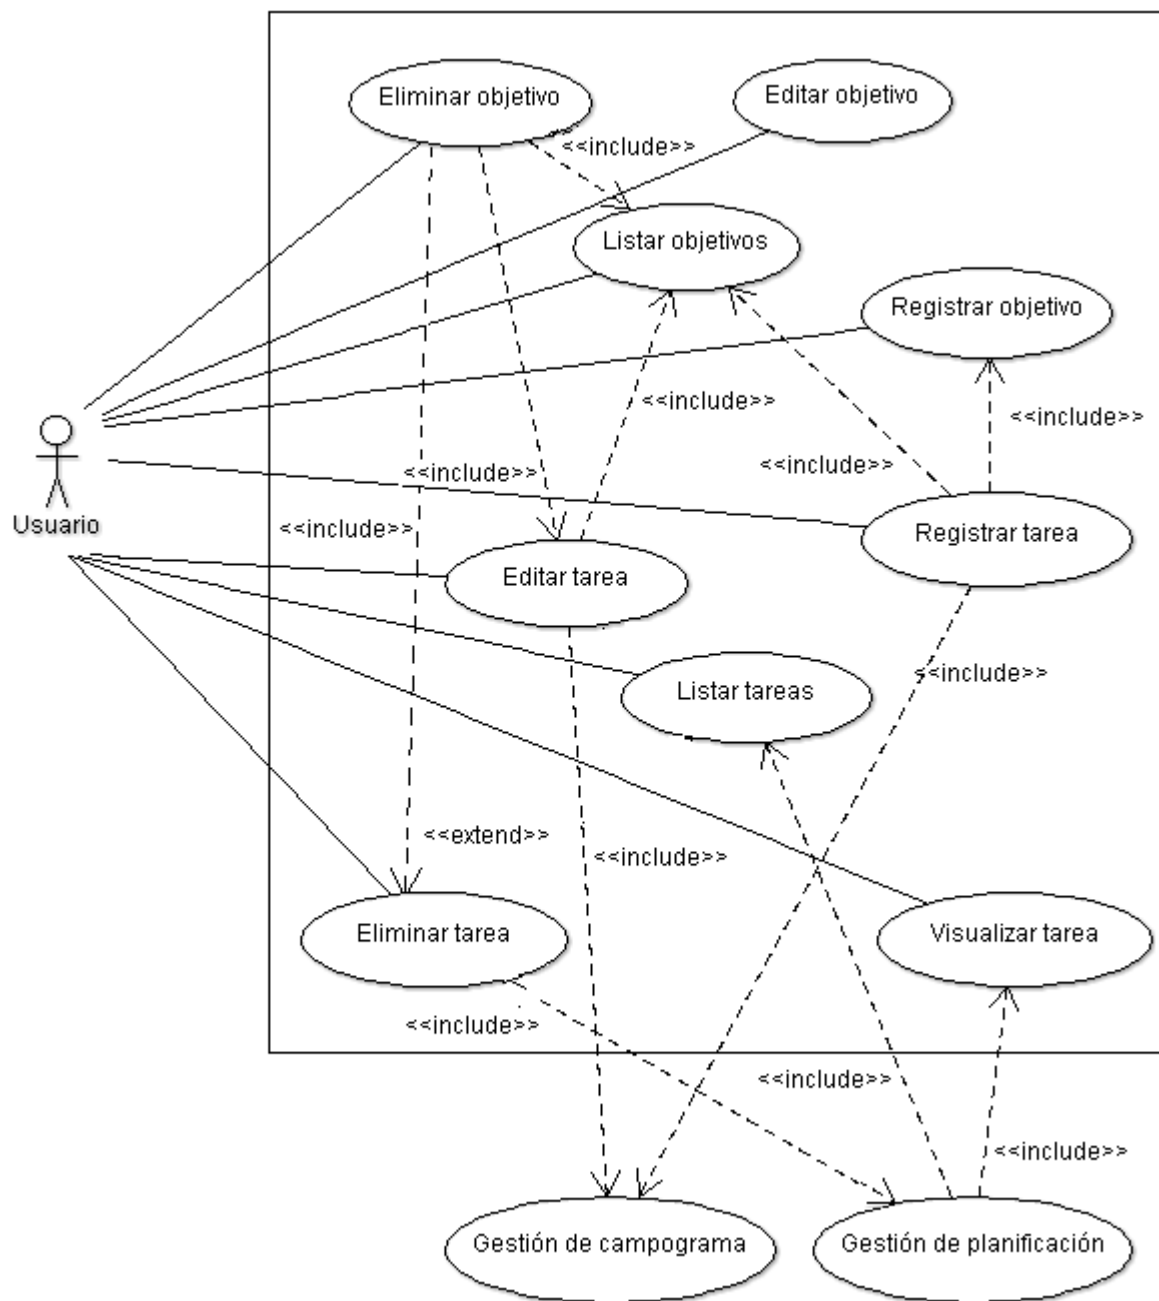 Eliminar objetivo
Editar objetivo
<<include>>
Listar objetivos
Registrar objetivo
<<include>>
<<include>>
<<include>>
<<include>>
Usuario
<<include>>
Registrar tarea
Editar tarea
<<include>>
Listar tareas
<<extend>>
<<include>>
Eliminar tarea
Visualizar tarea
<<include>>
<<include>>
<<include>>
Gestión de campograma
Gestión de planificación